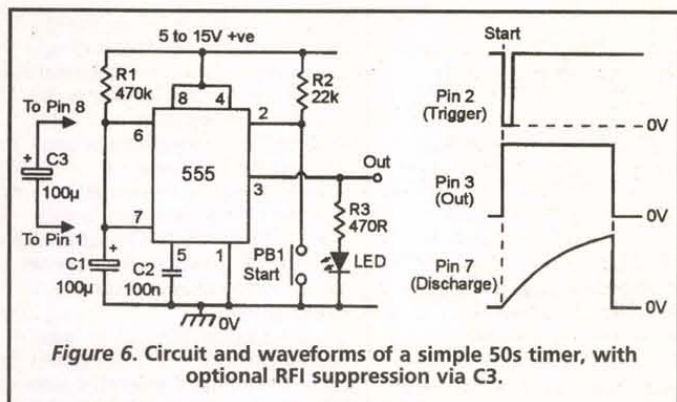 5 to 15V +ve
R1
470k
R2
22k
8
4
2
To Pin 8
6
+
C3
100µ
555
Out
3
R3
470R
7
To Pin 1
+
5
1
PB1
Start
LED
C1
100µ
C2
100n
0V
Start
Pin 2
(Trigger)
0V
Pin 3
(Out)
0V
Pin 7
(Discharge)
0V
Figure 6. Circuit and waveforms of a simple 50s timer, with
optional RFI suppression via C3.